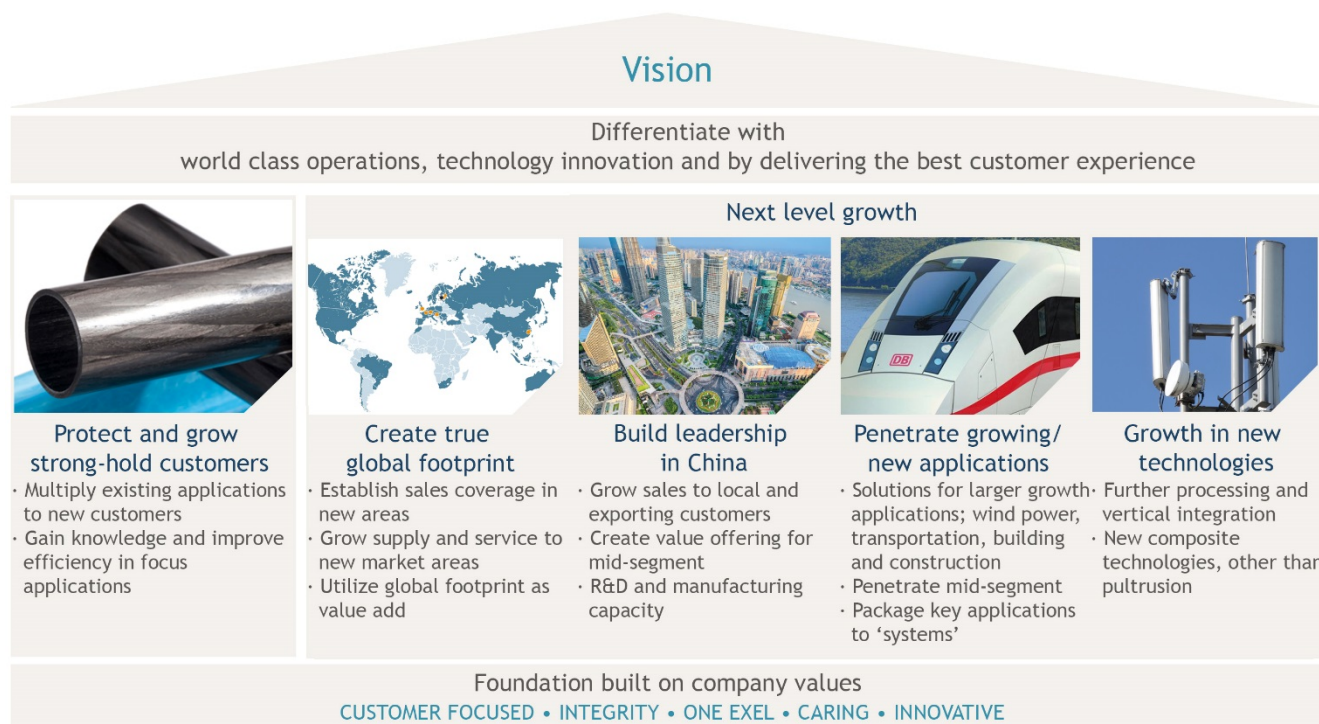 Vision
Differentiate with
world class operations, technology innovation and by delivering the best customer experience
Protect and grow
strong-hold customers
· Multiply existing applications
to new customers
· Gain knowledge and improve
efficiency in focus
applications
Next level growth
Create true
global footprint
· Establish sales coverage in
new areas
· Grow supply and service to
new market areas
· Utilize global footprint as
value add
Build leadership
in China
· Grow sales to local and
exporting customers
· Create value offering for
mid-segment
· R&D and manufacturing
capacity
DB
Penetrate growing/
new applications
· Solutions for larger growth
applications; wind power,
transportation, building
and construction
· Penetrate mid-segment
· Package key applications
to ‘systems’
Growth in new
technologies
· Further processing and
vertical integration
· New composite
technologies, other than
pultrusion
Foundation built on company values
CUSTOMER FOCUSED • INTEGRITY • ONE EXEL • CARING • INNOVATIVE